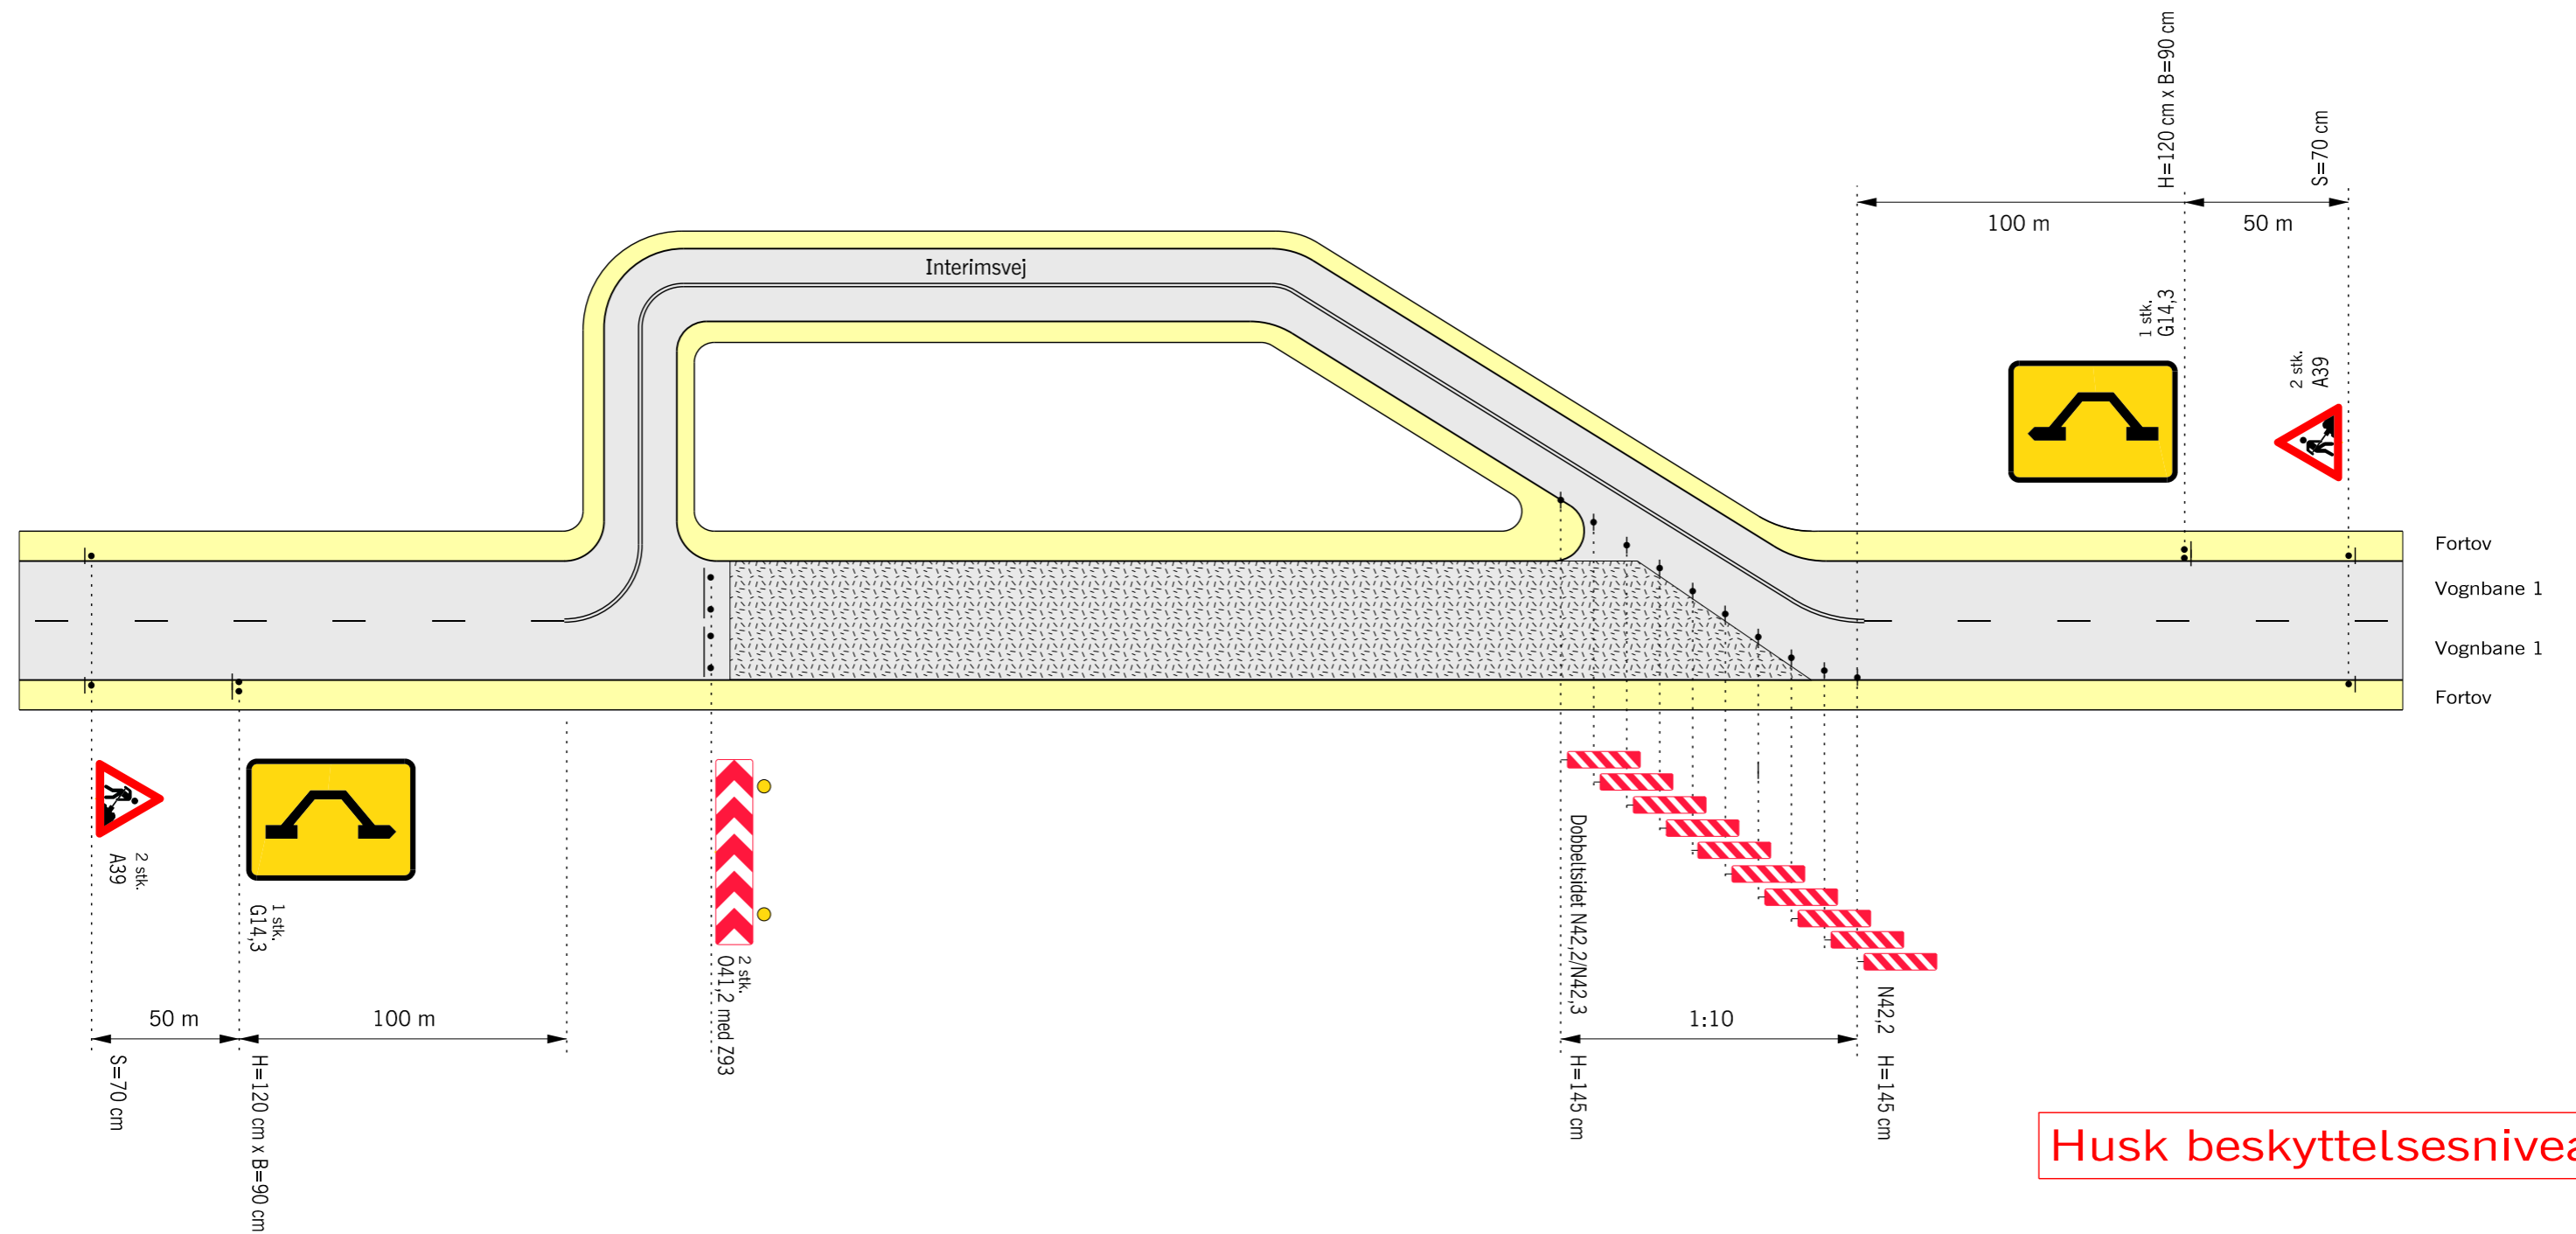 H=120 cm x B=90 cm
S=70 cm
100 m
50 m
Interimsvej
1 stk.
G14,3
2 stk.
A39
Fortov
Vognbane 1
Vognbane 1
Fortov
2 stk.
A39
1 stk.
G14,3
2 stk.
O41,2 med Z93
Dobbeltsidet N42,2/N42,3
N42,2
50 m
100 m
1:10
S=70 cm
H=120 cm x B=90 cm
H=145 cm
H=145 cm
Husk